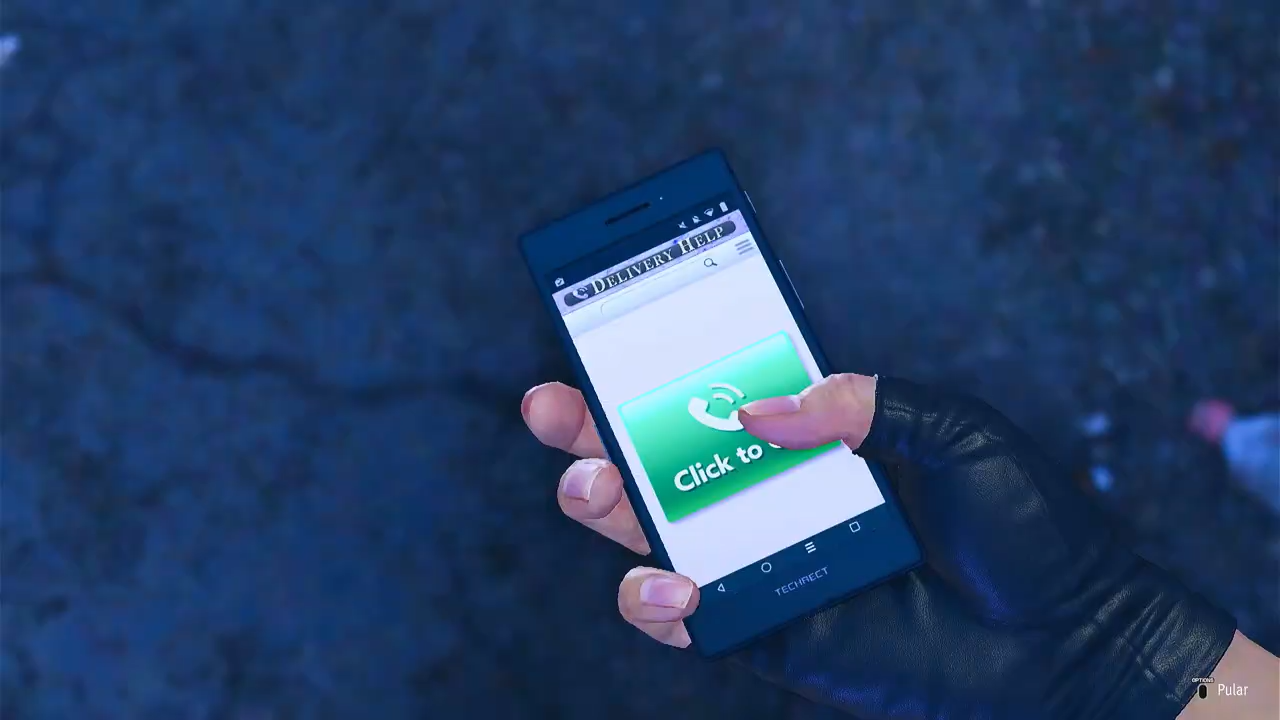 DELIVERY HELP
Click to
TECHRECT
OPTIONS
Pular